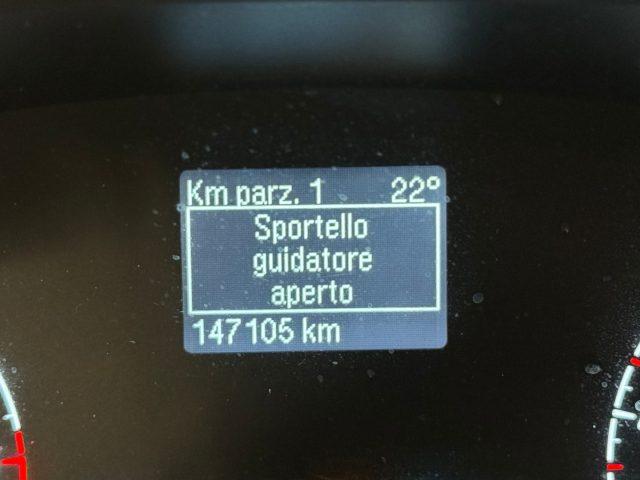 Km parz. 1 22°
Sportello
guidatore
aperto
147105 km